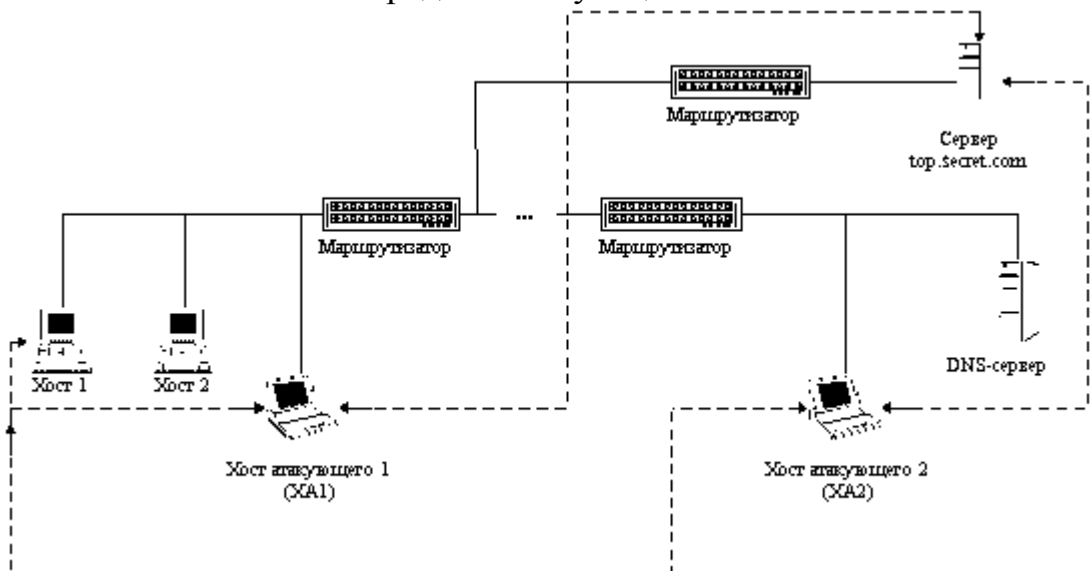 Маршрутизатор
Сервер
top.secret.com
...
Маршрутизатор
Маршрутизатор
DNS-сервер
Хост 1
Хост 2
Хост атакующего 1
(ХА1)
Хост атакующего 2
(ХА2)